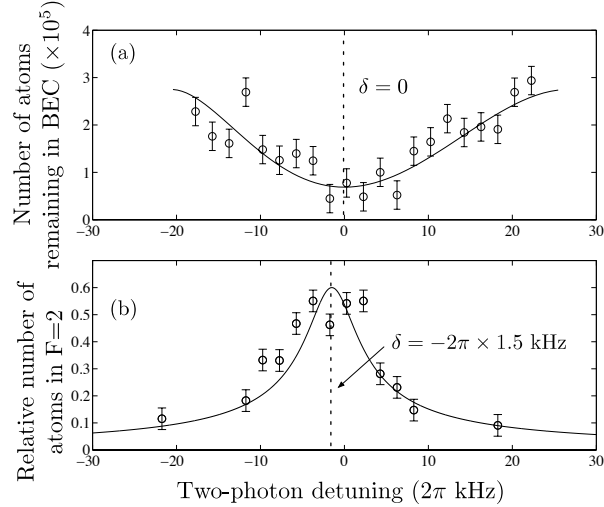 Number of atoms
remaining in BEC (×10⁵)
4
3
2
1
0
(a)
δ = 0
−30 −20 −10 0 10 20 30
Relative number of
atoms in F=2
0.6
0.5
0.4
0.3
0.2
0.1
0
(b)
δ = −2π × 1.5 kHz
−30 −20 −10 0 10 20 30
Two-photon detuning (2π kHz)